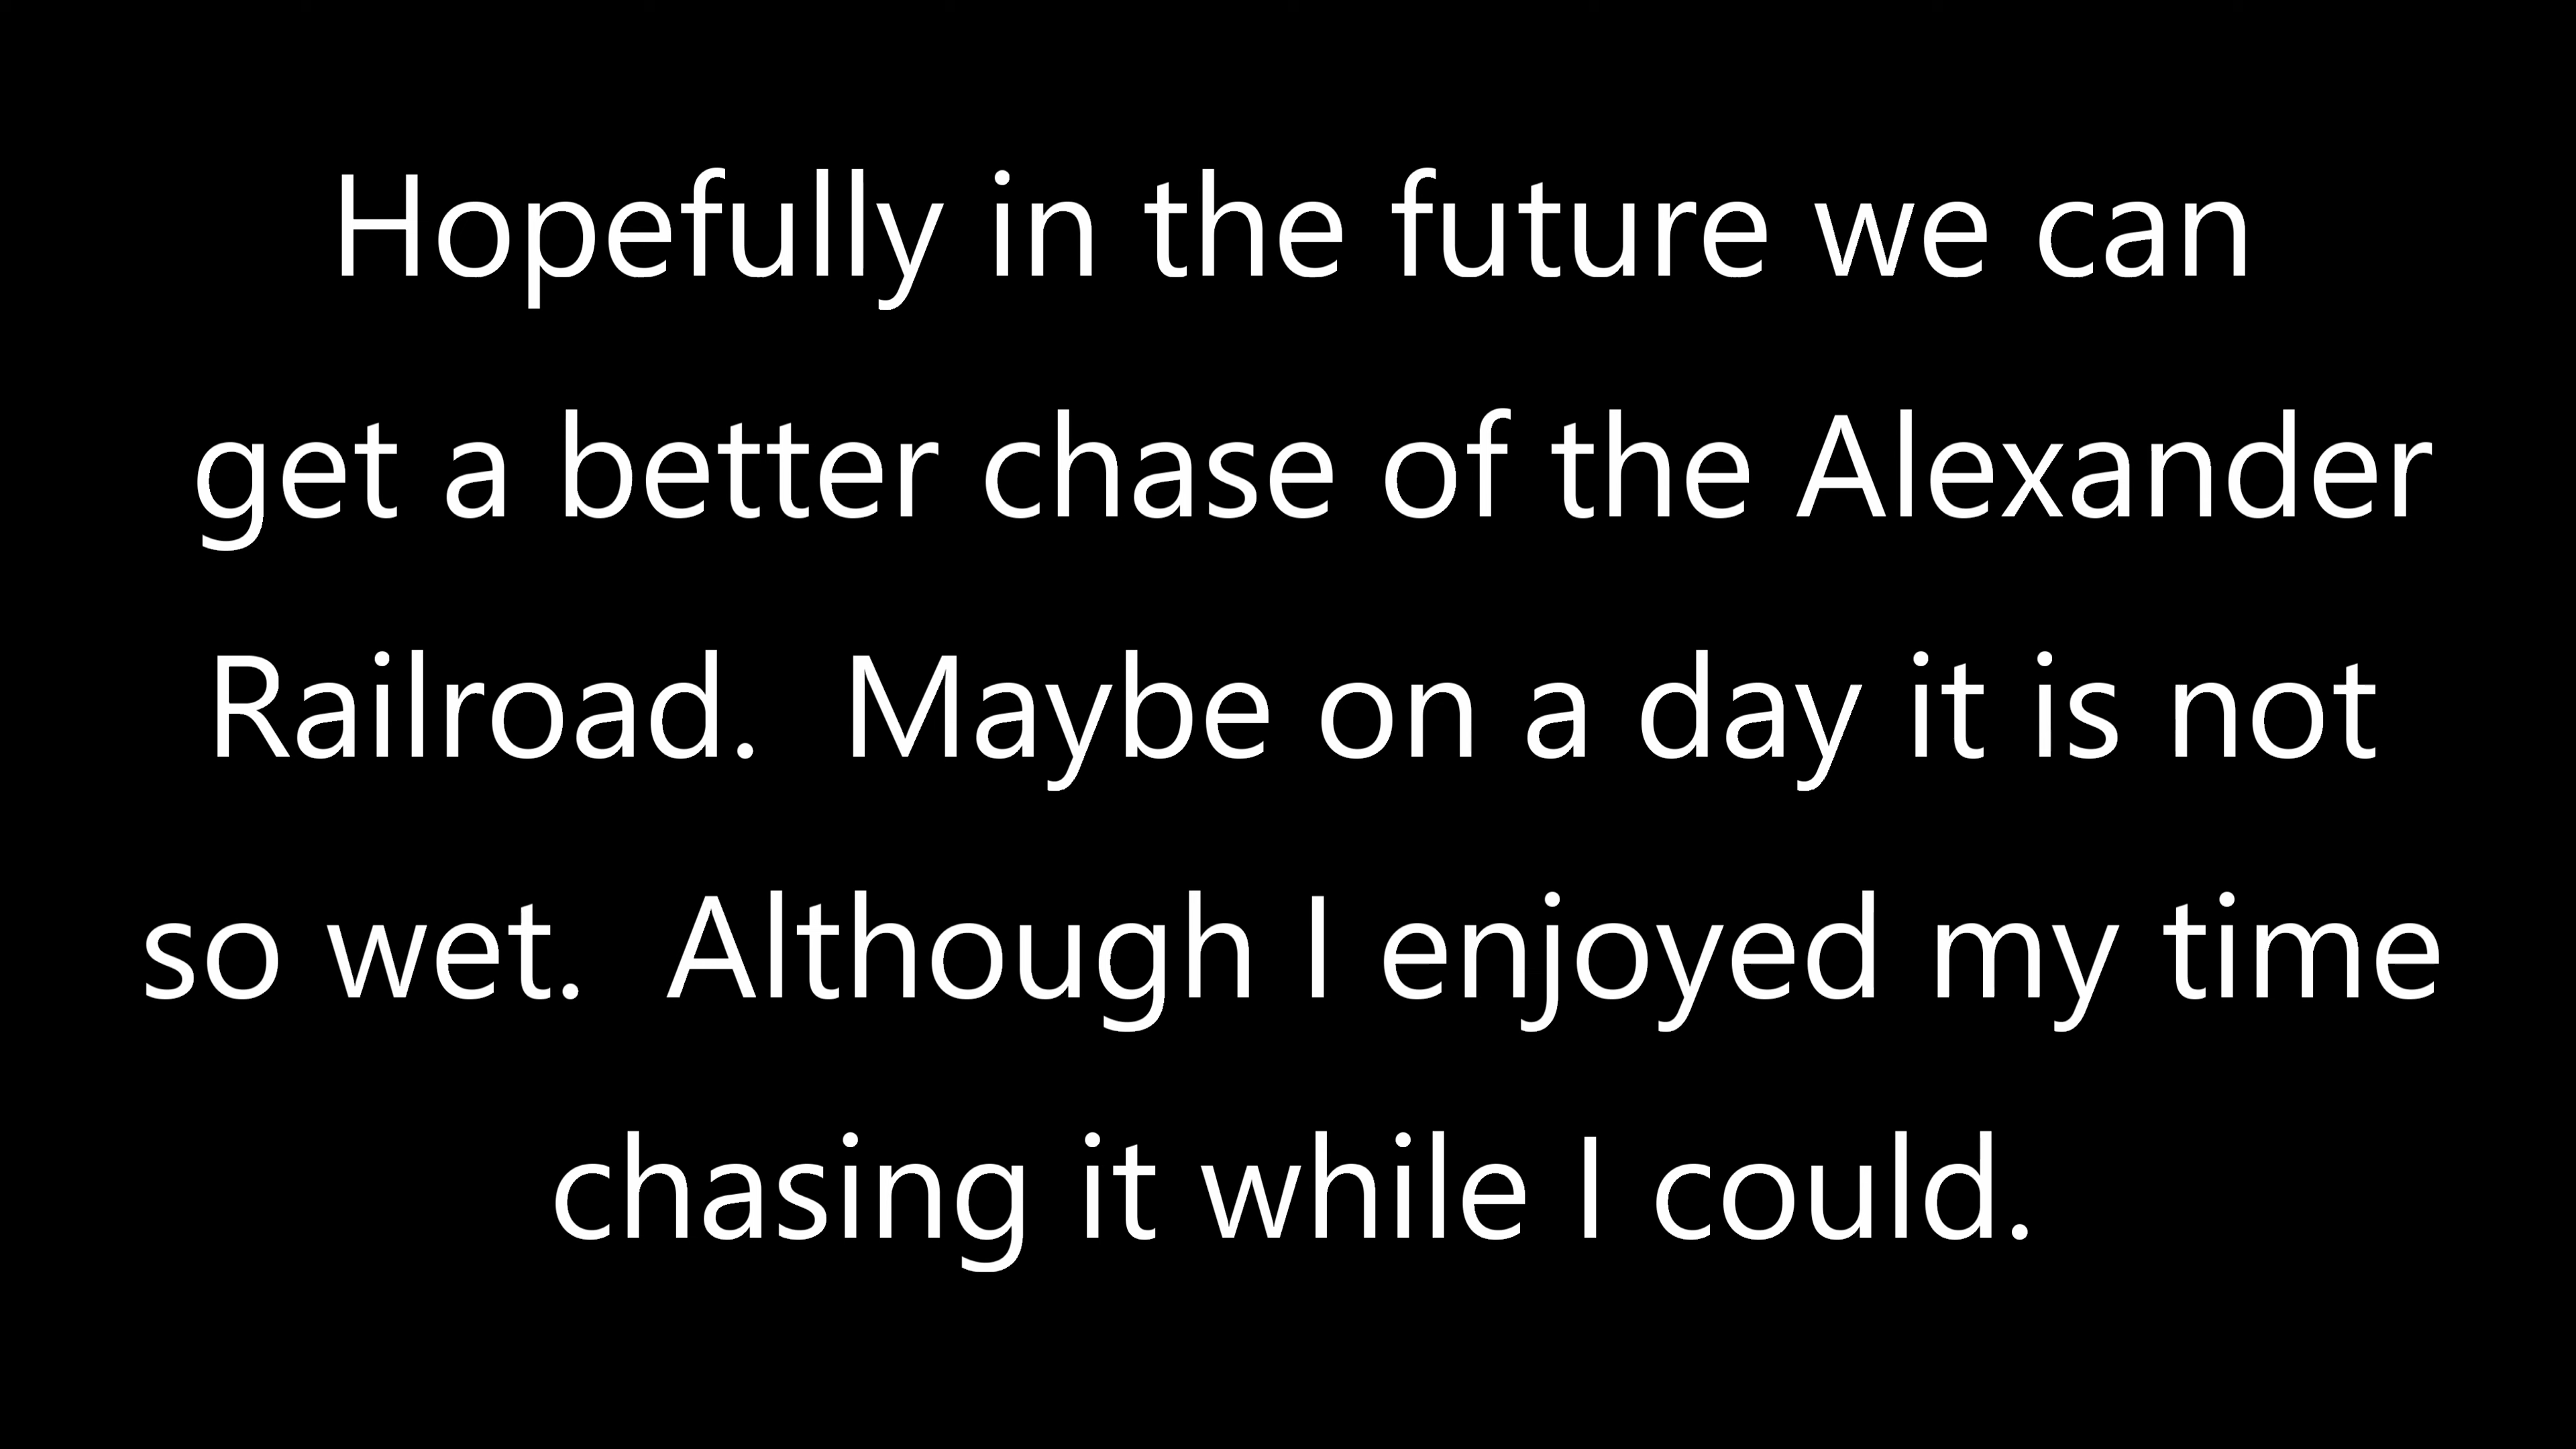 Hopefully in the future we can
get a better chase of the Alexander
Railroad.  Maybe on a day it is not
so wet.  Although I enjoyed my time
chasing it while I could.